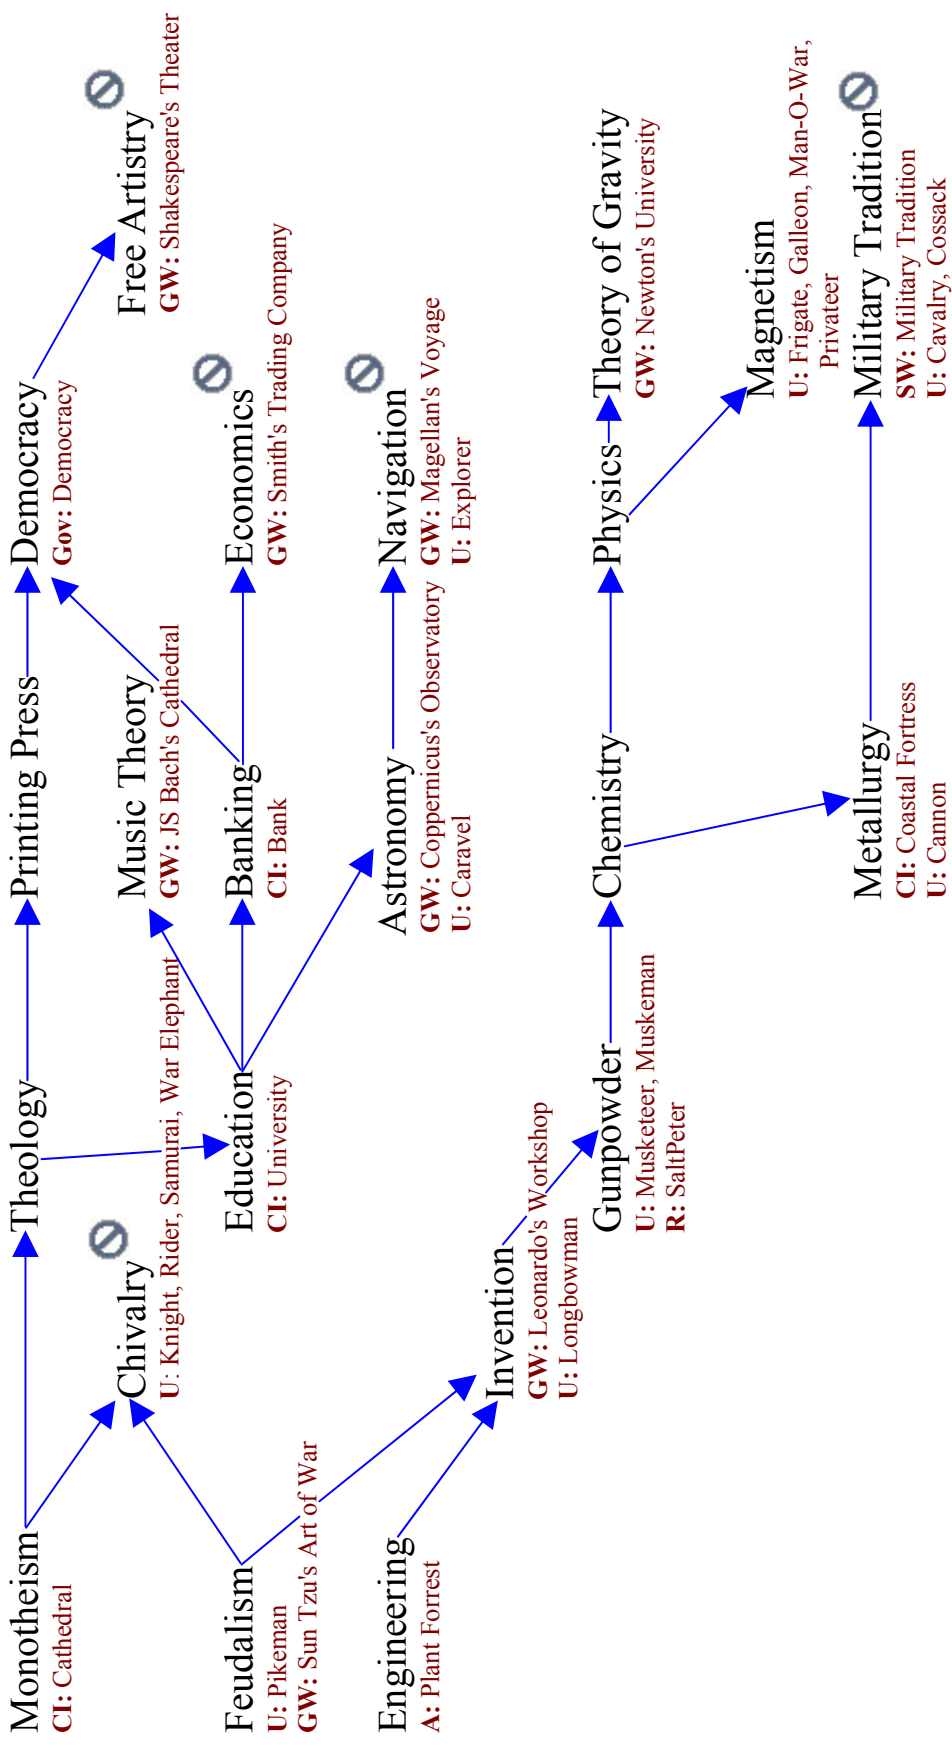 Monotheism
CI: Cathedral
Theology
Printing Press
Democracy
Gov: Democracy
Chivalry
U: Knight, Rider, Samurai, War Elephant
Music Theory
GW: JS Bach's Cathedral
Free Artistry
GW: Shakespeare's Theater
Feudalism
U: Pikeman
GW: Sun Tzu's Art of War
Education
CI: University
Banking
CI: Bank
Economics
GW: Smith's Trading Company
Engineering
A: Plant Forrest
Astronomy
GW: Coppernicus's Observatory
U: Caravel
Navigation
GW: Magellan's Voyage
U: Explorer
Invention
GW: Leonardo's Workshop
U: Longbowman
Gunpowder
U: Musketeer, Muskeman
R: SaltPeter
Chemistry
Physics
Theory of Gravity
GW: Newton's University
Magnetism
U: Frigate, Galleon, Man-O-War,
Privateer
Metallurgy
CI: Coastal Fortress
U: Cannon
Military Tradition
SW: Military Tradition
U: Cavalry, Cossack